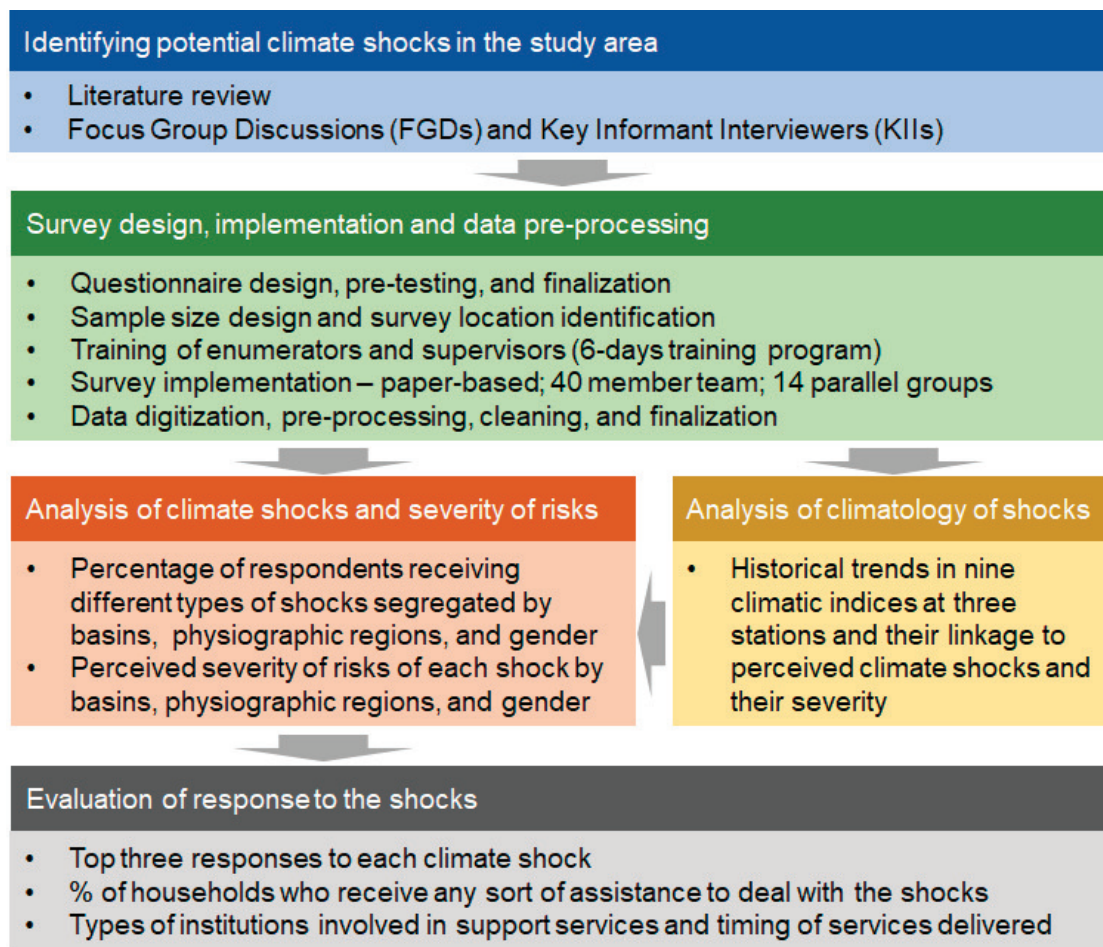 Identifying potential climate shocks in the study area
• Literature review
• Focus Group Discussions (FGDs) and Key Informant Interviewers (KIIs)
Survey design, implementation and data pre-processing
• Questionnaire design, pre-testing, and finalization
• Sample size design and survey location identification
• Training of enumerators and supervisors (6-days training program)
• Survey implementation – paper-based; 40 member team; 14 parallel groups
• Data digitization, pre-processing, cleaning, and finalization
Analysis of climate shocks and severity of risks
• Percentage of respondents receiving
different types of shocks segregated by
basins, physiographic regions, and gender
• Perceived severity of risks of each shock by
basins, physiographic regions, and gender
Analysis of climatology of shocks
• Historical trends in nine
climatic indices at three
stations and their linkage to
perceived climate shocks and
their severity
Evaluation of response to the shocks
• Top three responses to each climate shock
• % of households who receive any sort of assistance to deal with the shocks
• Types of institutions involved in support services and timing of services delivered